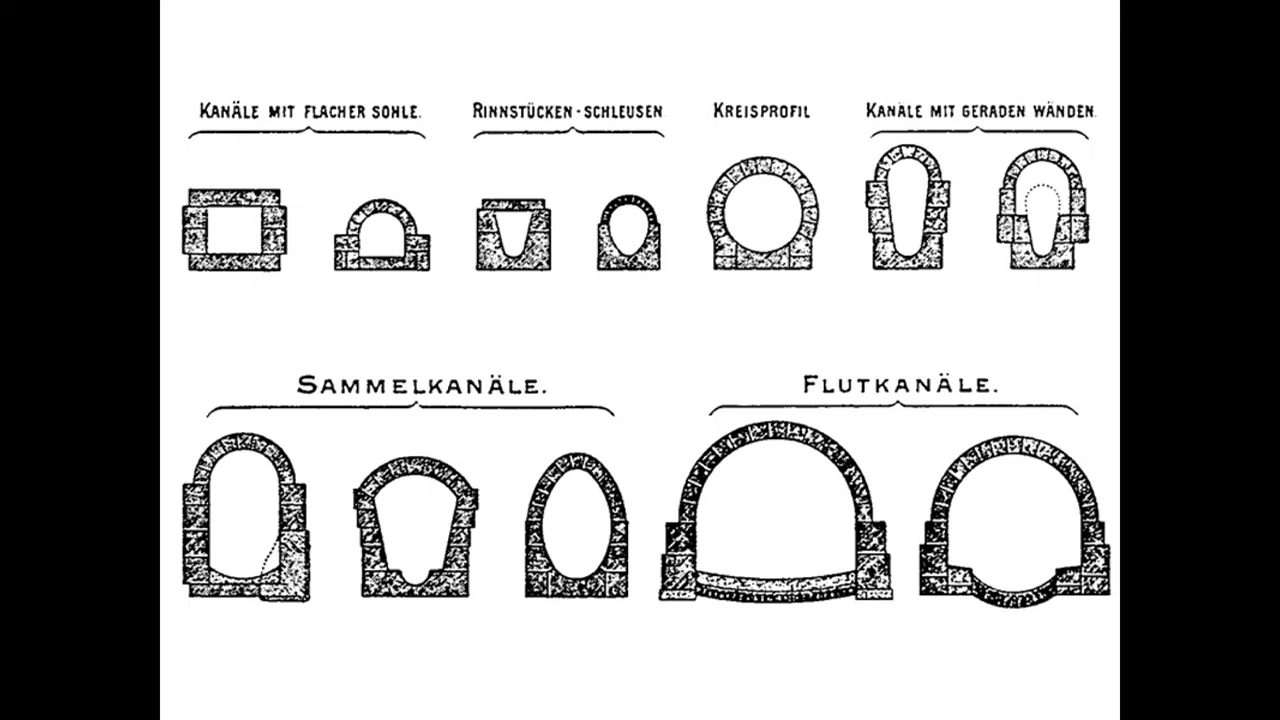 KANÄLE MIT FLACHER SOHLE.
RINNSTÜCKEN-SCHLEUSEN
KREISPROFIL
KANÄLE MIT GERADEN WÄNDEN.
SAMMELKANÄLE.
FLUTKANÄLE.